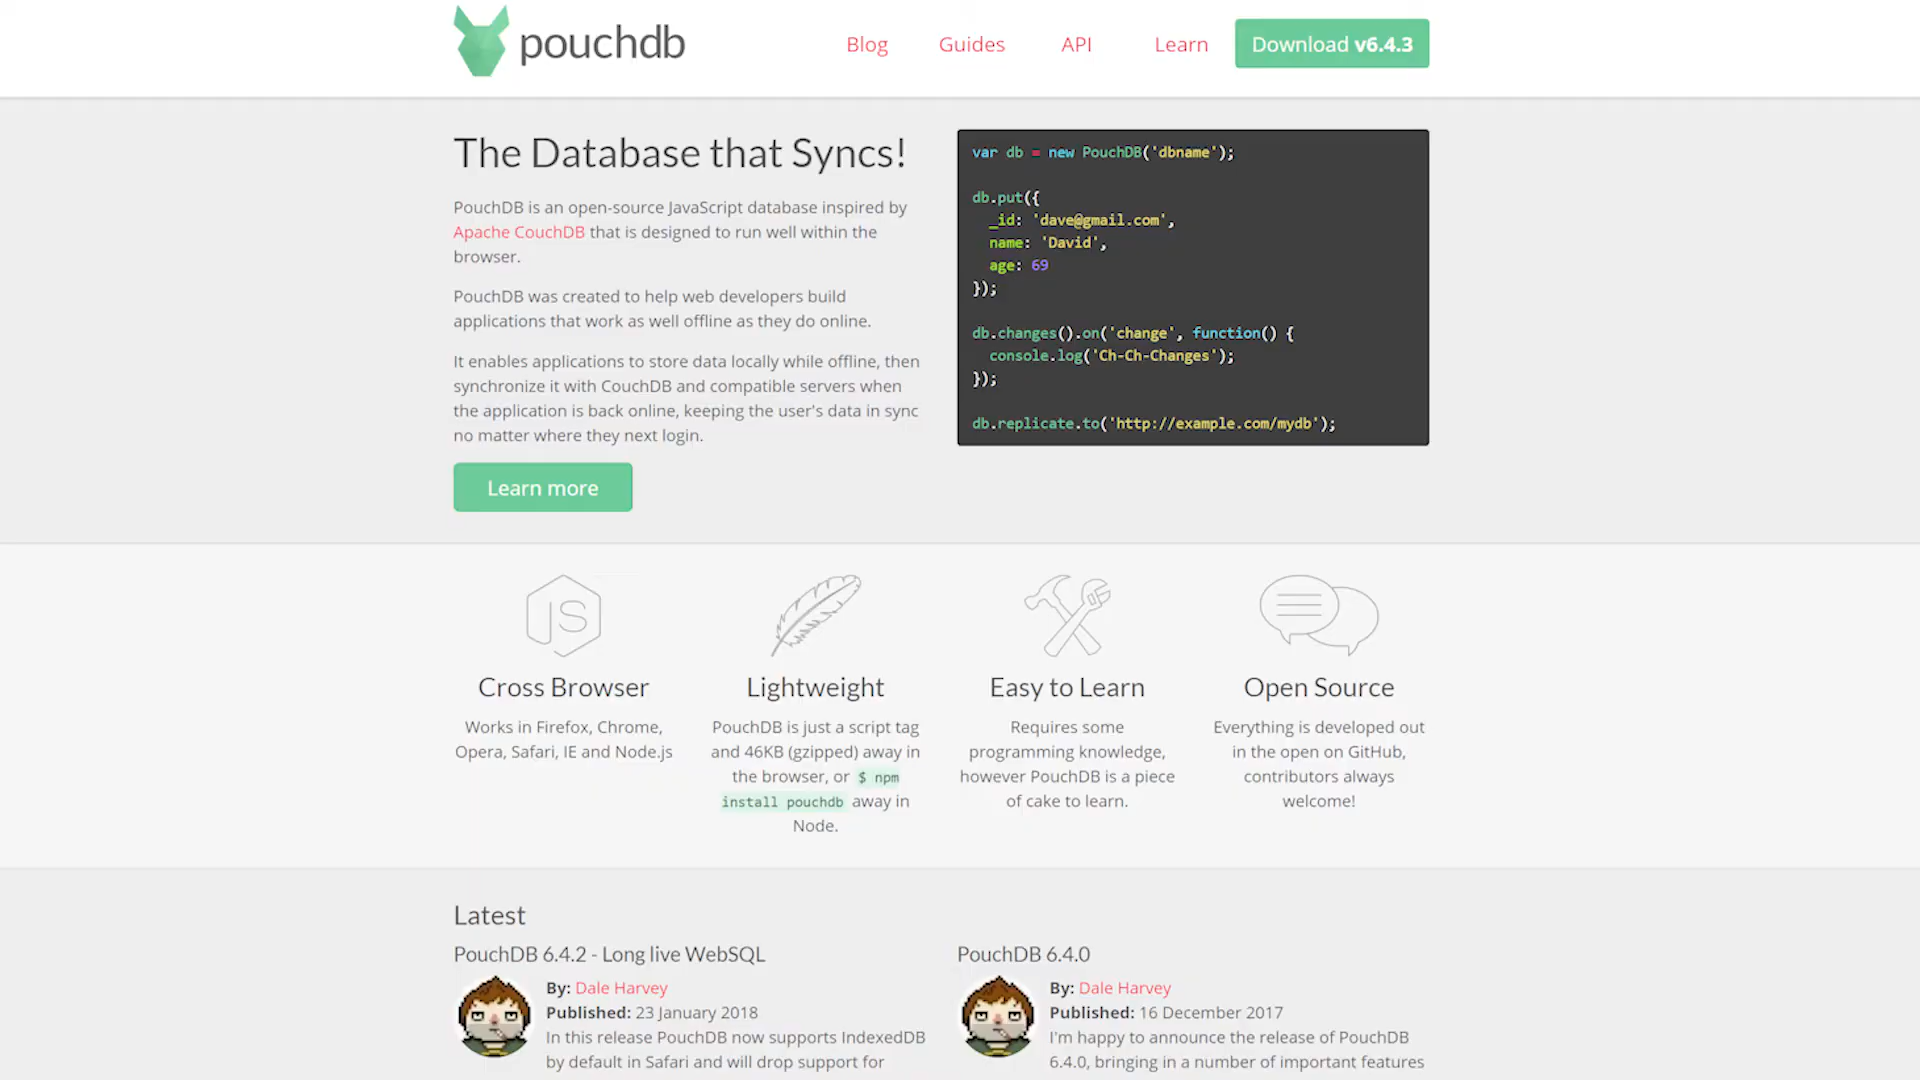 pouchdb
Blog
Guides
API
Learn
Download v6.4.3
The Database that Syncs!
PouchDB is an open-source JavaScript database inspired by
Apache CouchDB that is designed to run well within the
browser.
PouchDB was created to help web developers build
applications that work as well offline as they do online.
It enables applications to store data locally while offline, then
synchronize it with CouchDB and compatible servers when
the application is back online, keeping the user's data in sync
no matter where they next login.
Learn more
var db = new PouchDB('dbname');
db.put({
_id: 'dave@gmail.com',
name: 'David',
age: 69
});
db.changes().on('change', function() {
console.log('Ch-Ch-Changes');
});
db.replicate.to('http://example.com/mydb');
JS
Cross Browser
Works in Firefox, Chrome,
Opera, Safari, IE and Node.js
Lightweight
PouchDB is just a script tag
and 46KB (gzipped) away in
the browser, or $ npm
install pouchdb away in
Node.
Easy to Learn
Requires some
programming knowledge,
however PouchDB is a piece
of cake to learn.
Open Source
Everything is developed out
in the open on GitHub,
contributors always
welcome!
Latest
PouchDB 6.4.2 - Long live WebSQL
By: Dale Harvey
Published: 23 January 2018
In this release PouchDB now supports IndexedDB
by default in Safari and will drop support for
PouchDB 6.4.0
By: Dale Harvey
Published: 16 December 2017
I'm happy to announce the release of PouchDB
6.4.0, bringing in a number of important features